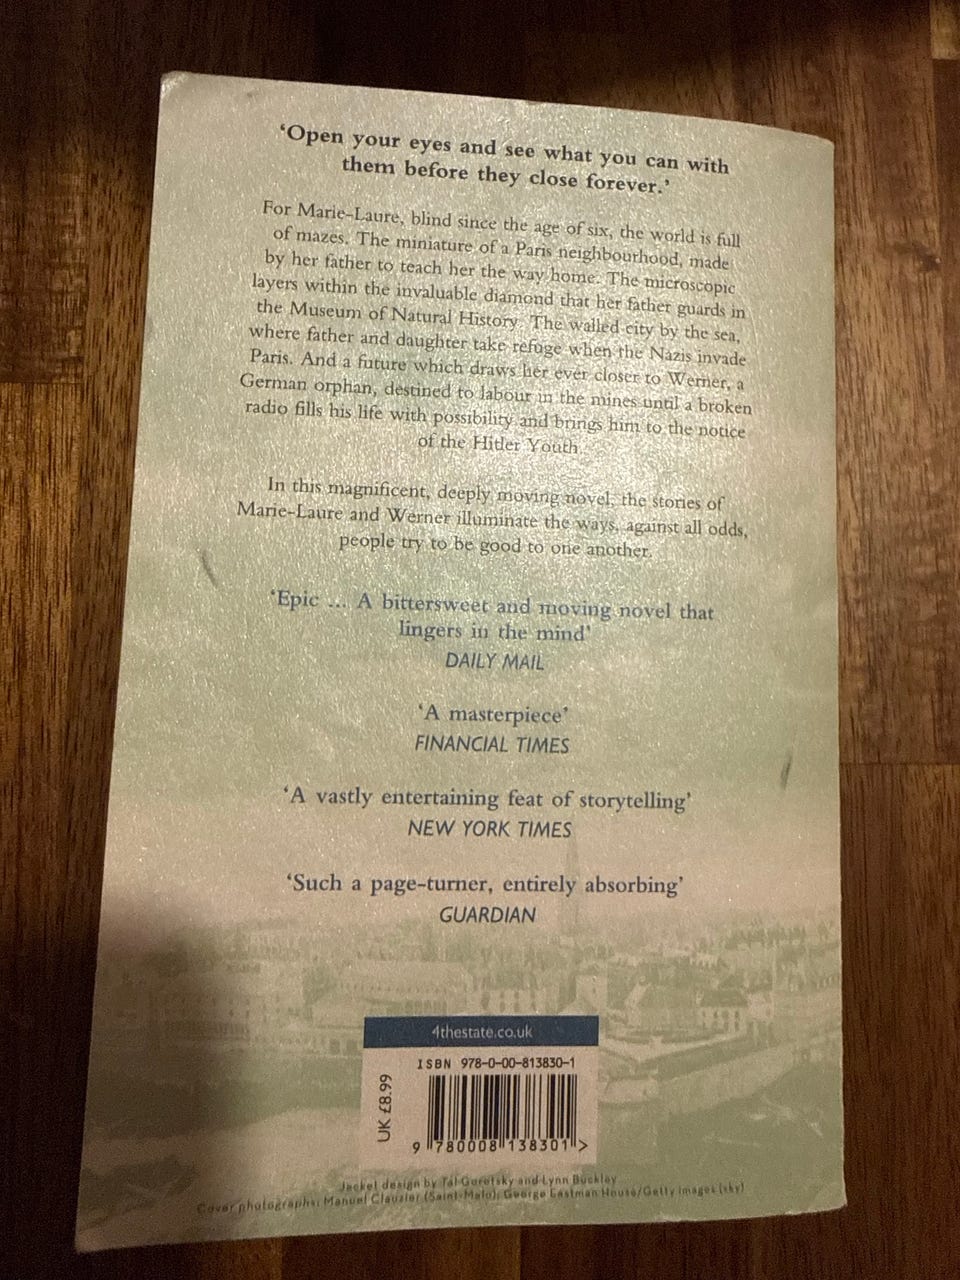 ‘Open your eyes and see what you can with
them before they close forever.’
For Marie-Laure, blind since the age of six, the world is full
of mazes. The miniature of a Paris neighbourhood, made
by her father to teach her the way home. The microscopic
layers within the invaluable diamond that her father guards in
the Museum of Natural History. The walled city by the sea,
where father and daughter take refuge when the Nazis invade
Paris. And a future which draws her ever closer to Werner, a
German orphan, destined to labour in the mines until a broken
radio fills his life with possibility and brings him to the notice
of the Hitler Youth.
In this magnificent, deeply moving novel, the stories of
Marie-Laure and Werner illuminate the ways, against all odds,
people try to be good to one another.
‘Epic ... A bittersweet and moving novel that
lingers in the mind’
DAILY MAIL
‘A masterpiece’
FINANCIAL TIMES
‘A vastly entertaining feat of storytelling’
NEW YORK TIMES
‘Such a page-turner, entirely absorbing’
GUARDIAN
4thestate.co.uk
ISBN 978-0-00-813830-1
UK £8.99
9 780008 138301 >
Jacket design by Tal Goretsky and Lynn Buckley
Cover photographs: Manuel Clauzier (Saint-Malo); George Eastman House/Getty Images (sky)